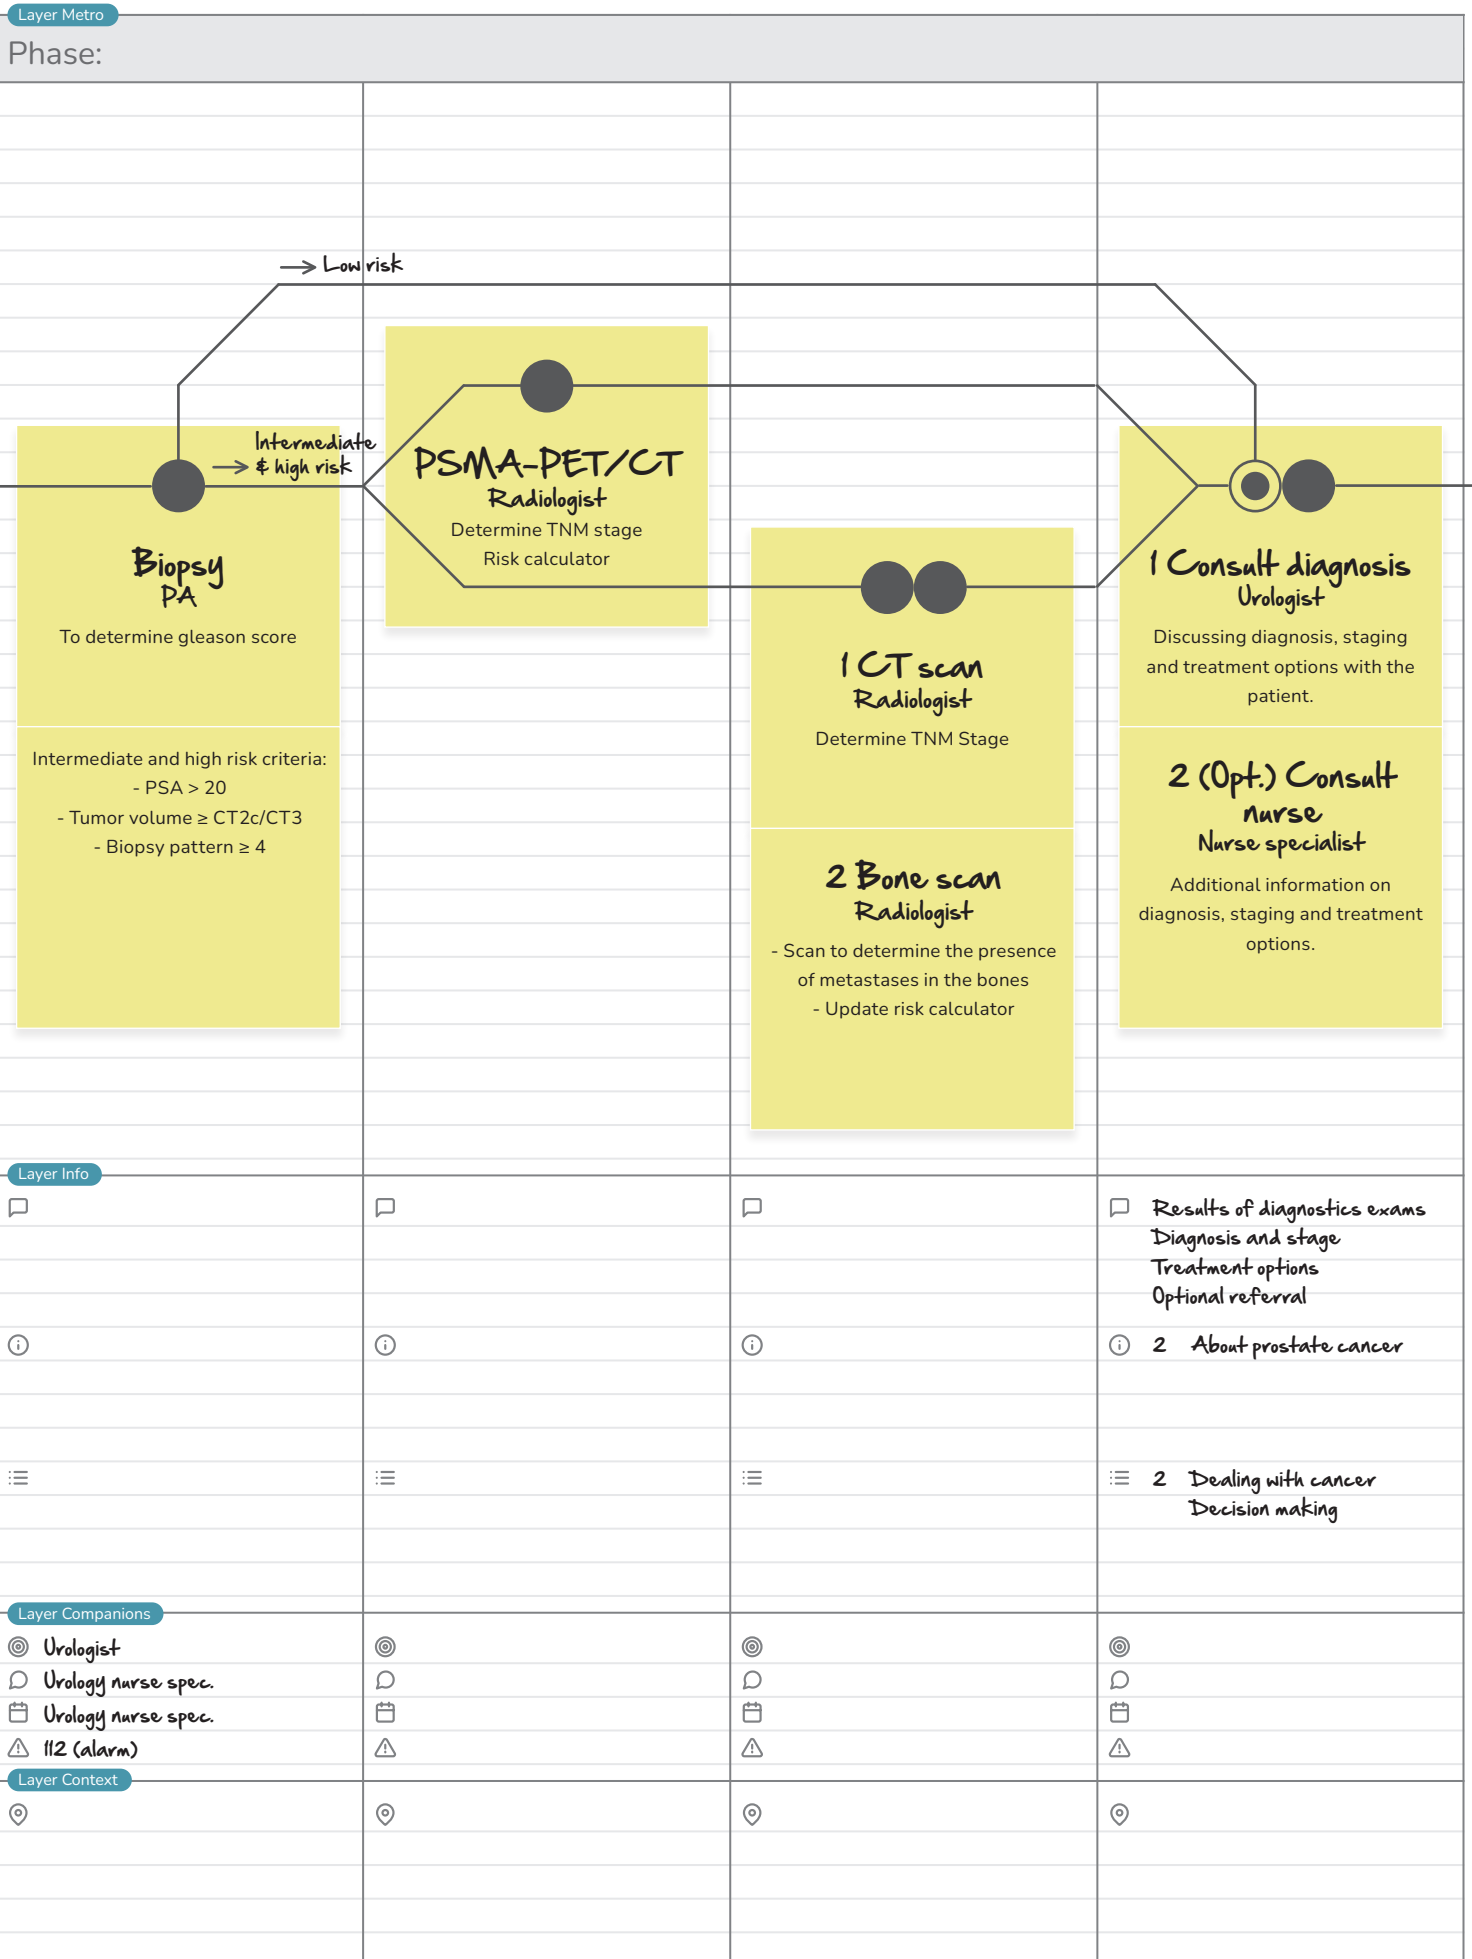 Layer Metro
Phase:
Low risk
Intermediate
& high risk
Biopsy
PA
To determine gleason score
Intermediate and high risk criteria:
- PSA > 20
- Tumor volume ≥ CT2c/CT3
- Biopsy pattern ≥ 4
PSMA-PET/CT
Radiologist
Determine TNM stage
Risk calculator
1 CT scan
Radiologist
Determine TNM Stage
2 Bone scan
Radiologist
- Scan to determine the presence
of metastases in the bones
- Update risk calculator
1 Consult diagnosis
Urologist
Discussing diagnosis, staging
and treatment options with the
patient.
2 (Opt.) Consult
nurse
Nurse specialist
Additional information on
diagnosis, staging and treatment
options.
Layer Info
Results of diagnostics exams
Diagnosis and stage
Treatment options
Optional referral
2 About prostate cancer
2 Dealing with cancer
Decision making
Layer Companions
Urologist
Urology nurse spec.
Urology nurse spec.
112 (alarm)
Layer Context